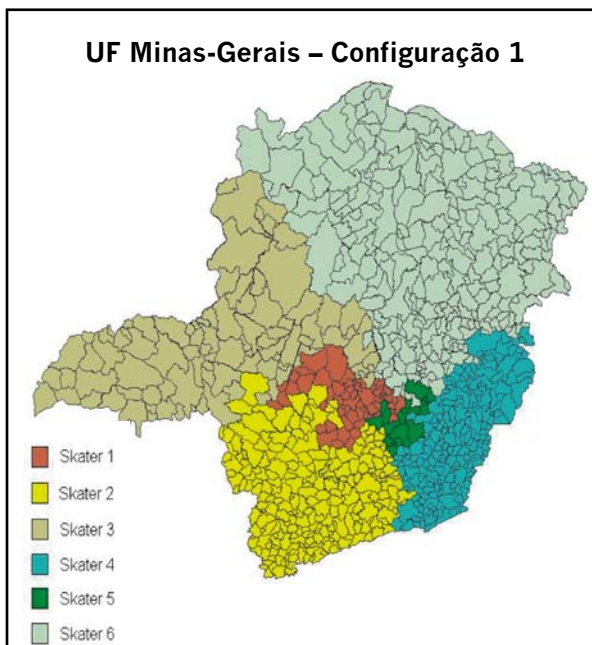 UF Minas-Gerais – Configuração 1
Skater 1
Skater 2
Skater 3
Skater 4
Skater 5
Skater 6